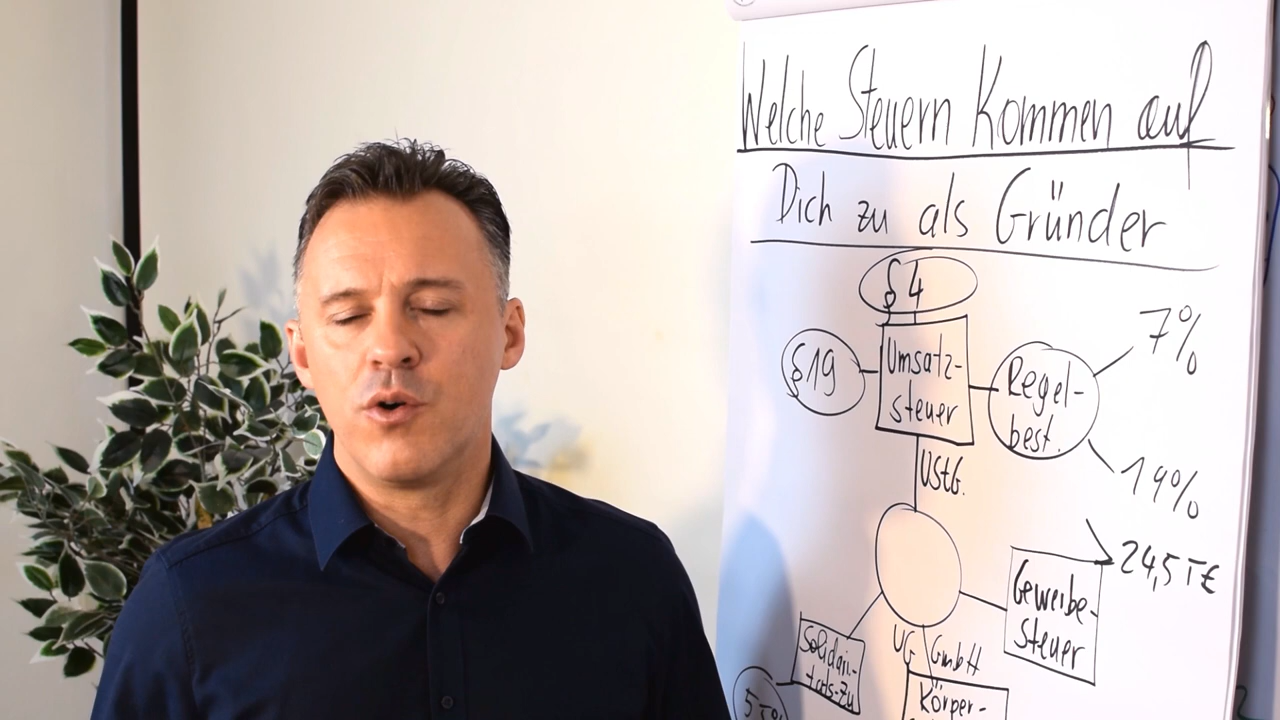 Welche Steuern Kommen auf
Dich zu als Gründer
§ 4
§19
Umsatz-
steuer
Regel-
best.
7%
19%
UStG.
24,5 T€
Gewerbe-
Steuer
UG GmbH
Solidari-
täts-Zu
Körper-